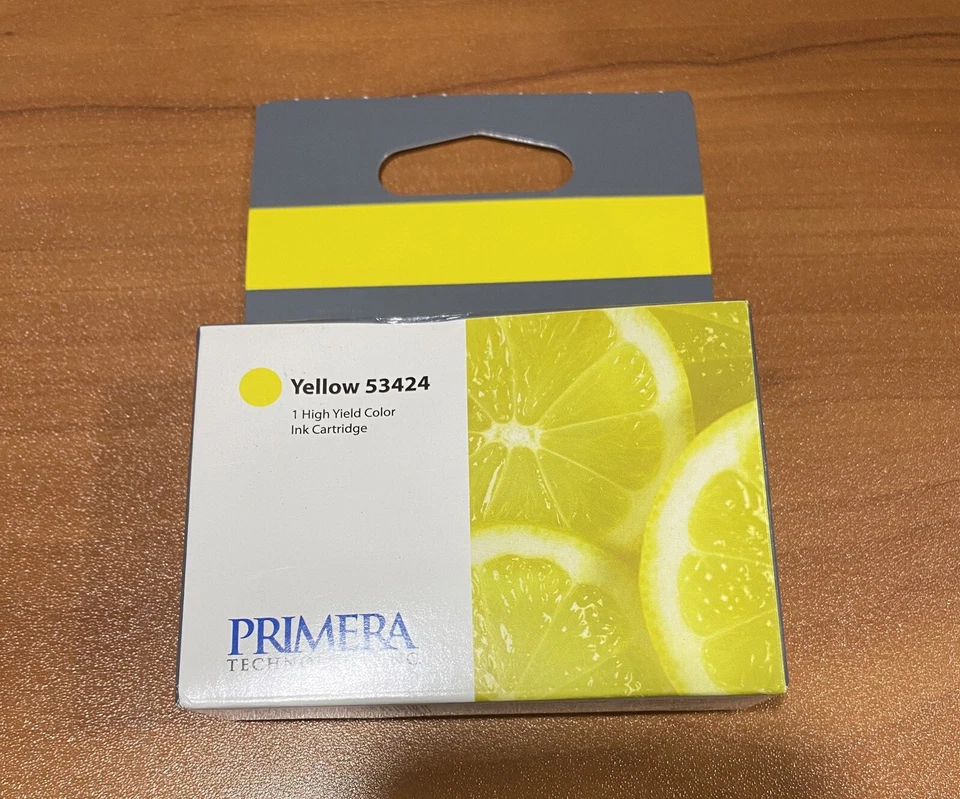 Yellow 53424
1 High Yield Color
Ink Cartridge
PRIMERA